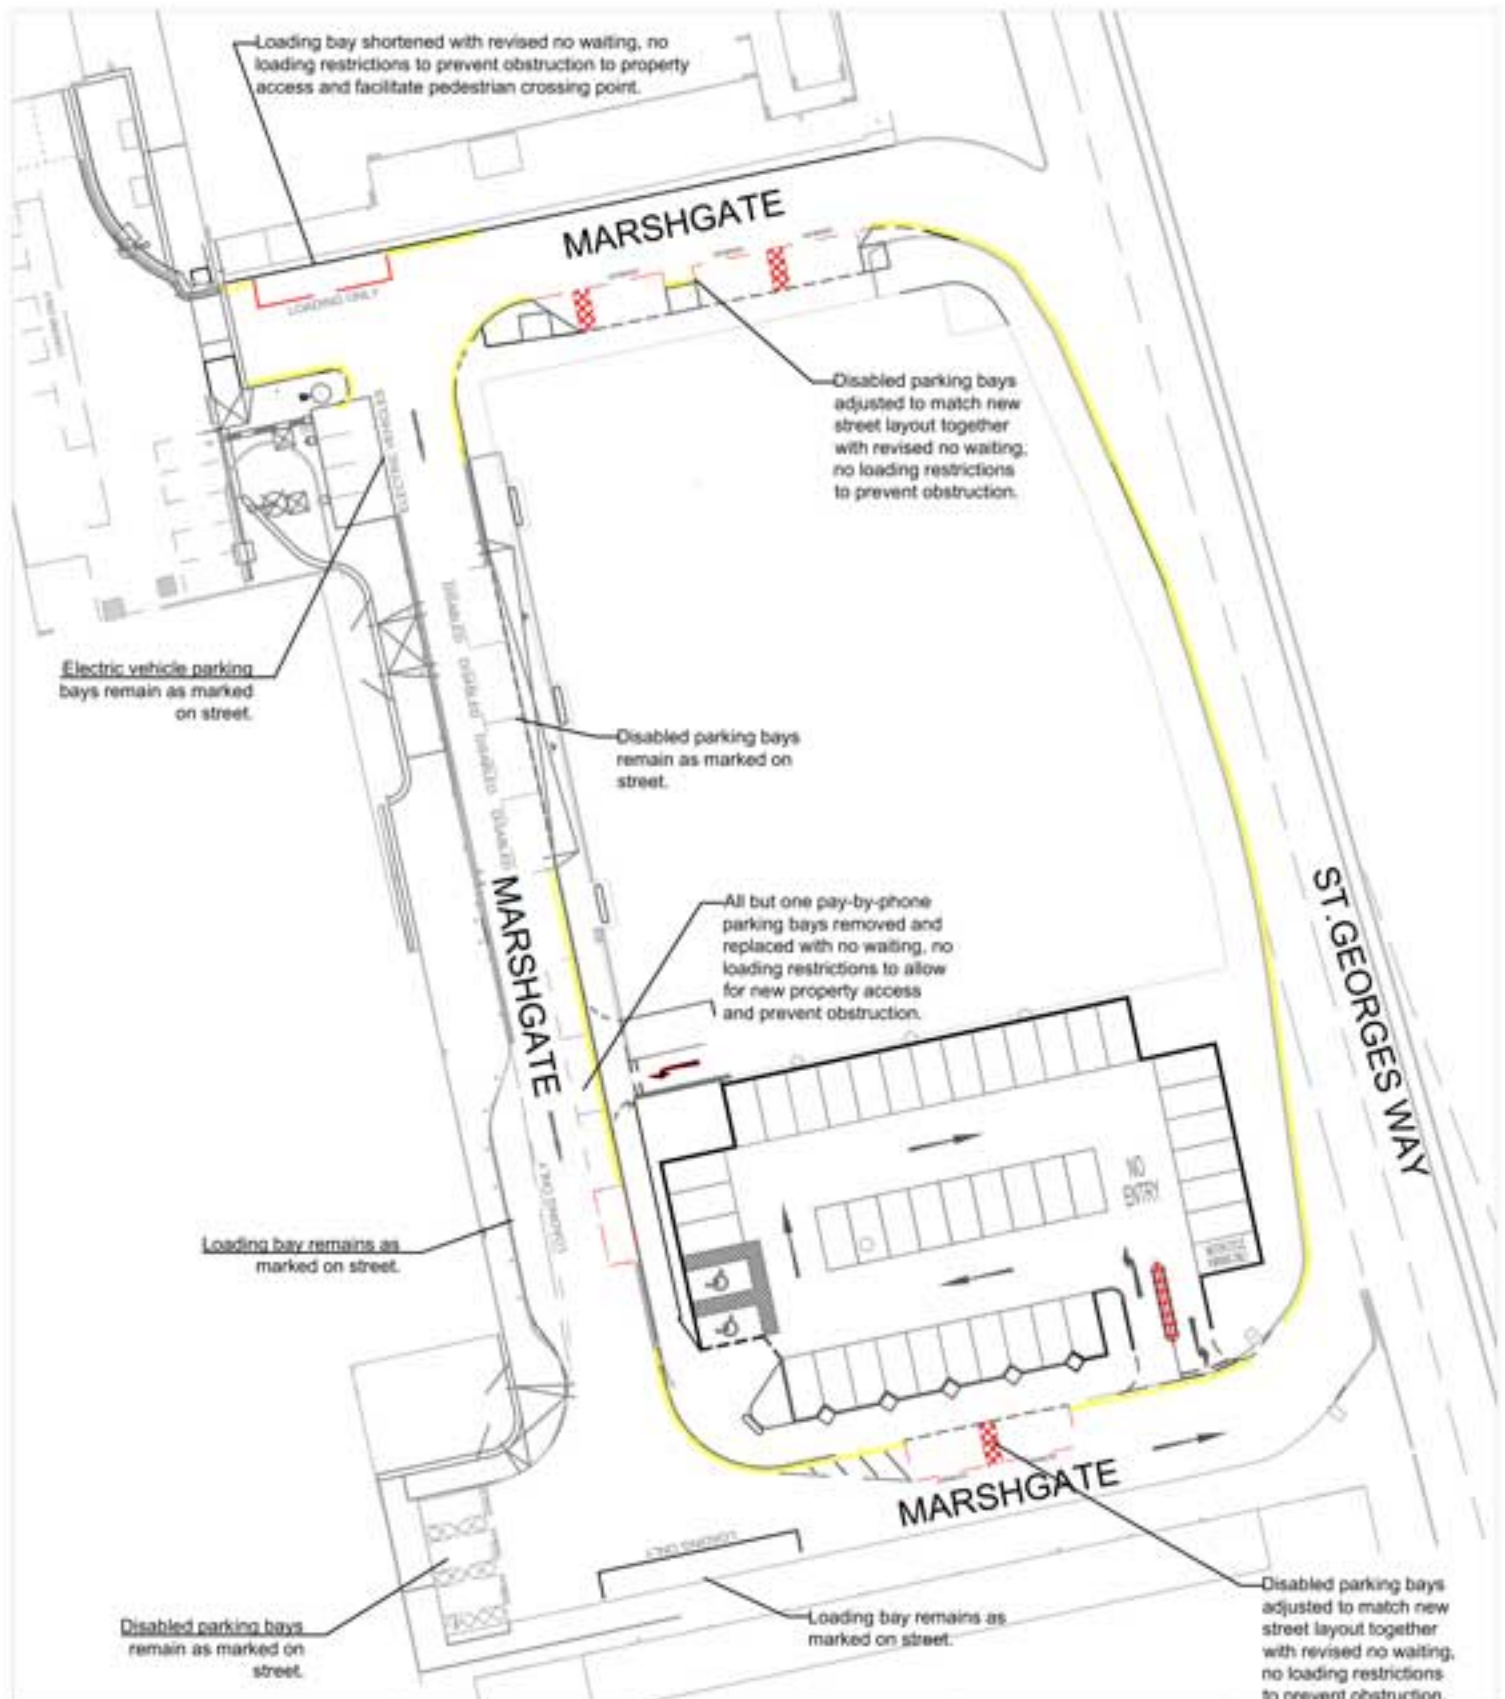 Loading bay shortened with revised no waiting, no
loading restrictions to prevent obstruction to property
access and facilitate pedestrian crossing point.
MARSHGATE
LOADING ONLY
Disabled parking bays
adjusted to match new
street layout together
with revised no waiting,
no loading restrictions
to prevent obstruction.
ELECTRIC VEHICLES
Electric vehicle parking
bays remain as marked
on street.
DISABLED
DISABLED
DISABLED
DISABLED
Disabled parking bays
remain as marked on
street.
MARSHGATE
All but one pay-by-phone
parking bays removed and
replaced with no waiting, no
loading restrictions to allow
for new property access
and prevent obstruction.
ST.GEORGES WAY
NO
ENTRY
LOADING ONLY
Loading bay remains as
marked on street.
MARSHGATE
LOADING ONLY
Disabled parking bays
remain as marked on
street.
Loading bay remains as
marked on street.
Disabled parking bays
adjusted to match new
street layout together
with revised no waiting,
no loading restrictions
to prevent obstruction.